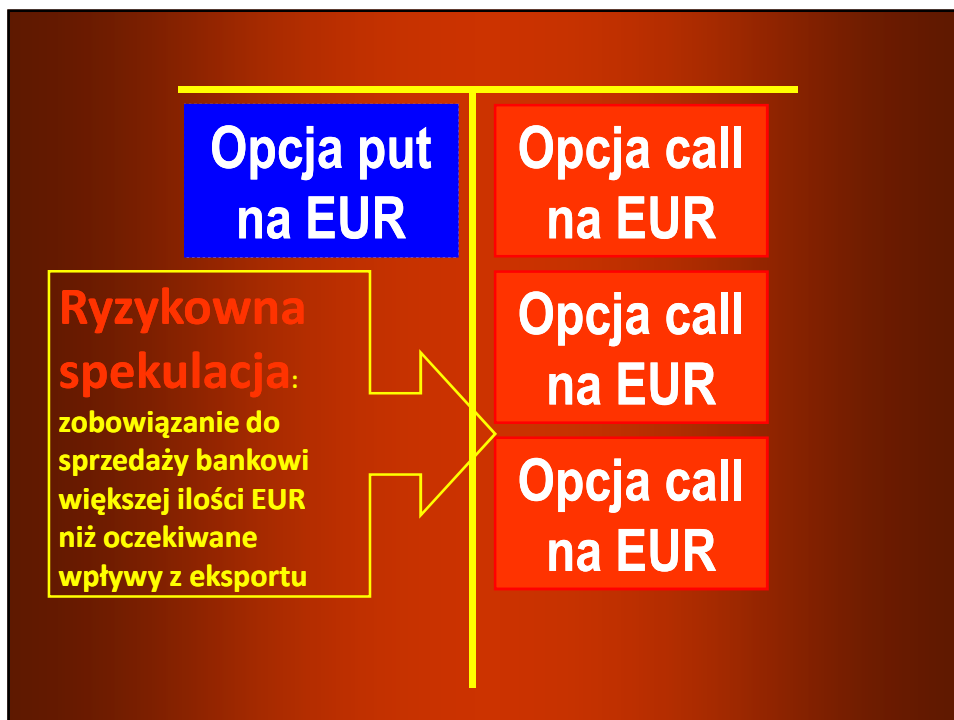 Opcja put
na EUR
Opcja call
na EUR
Ryzykowna
spekulacja:
zobowiązanie do
sprzedaży bankowi
większej ilości EUR
niż oczekiwane
wpływy z eksportu
Opcja call
na EUR
Opcja call
na EUR